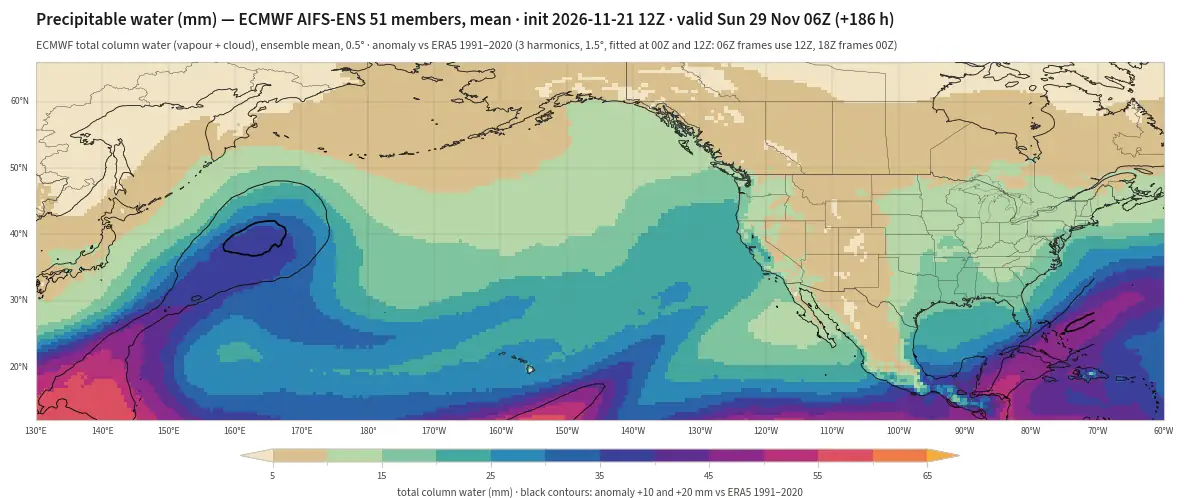 Precipitable water (mm) — ECMWF AIFS-ENS 51 members, mean · init 2026-11-21 12Z · valid Sun 29 Nov 06Z (+186 h)
ECMWF total column water (vapour + cloud), ensemble mean, 0.5° · anomaly vs ERA5 1991–2020 (3 harmonics, 1.5°, fitted at 00Z and 12Z: 06Z frames use 12Z, 18Z frames 00Z)
60°N
50°N
40°N
30°N
20°N
130°E 140°E 150°E 160°E 170°E 180° 170°W 160°W 150°W 140°W 130°W 120°W 110°W 100°W 90°W 80°W 70°W 60°W
5 15 25 35 45 55 65
total column water (mm) · black contours: anomaly +10 and +20 mm vs ERA5 1991–2020